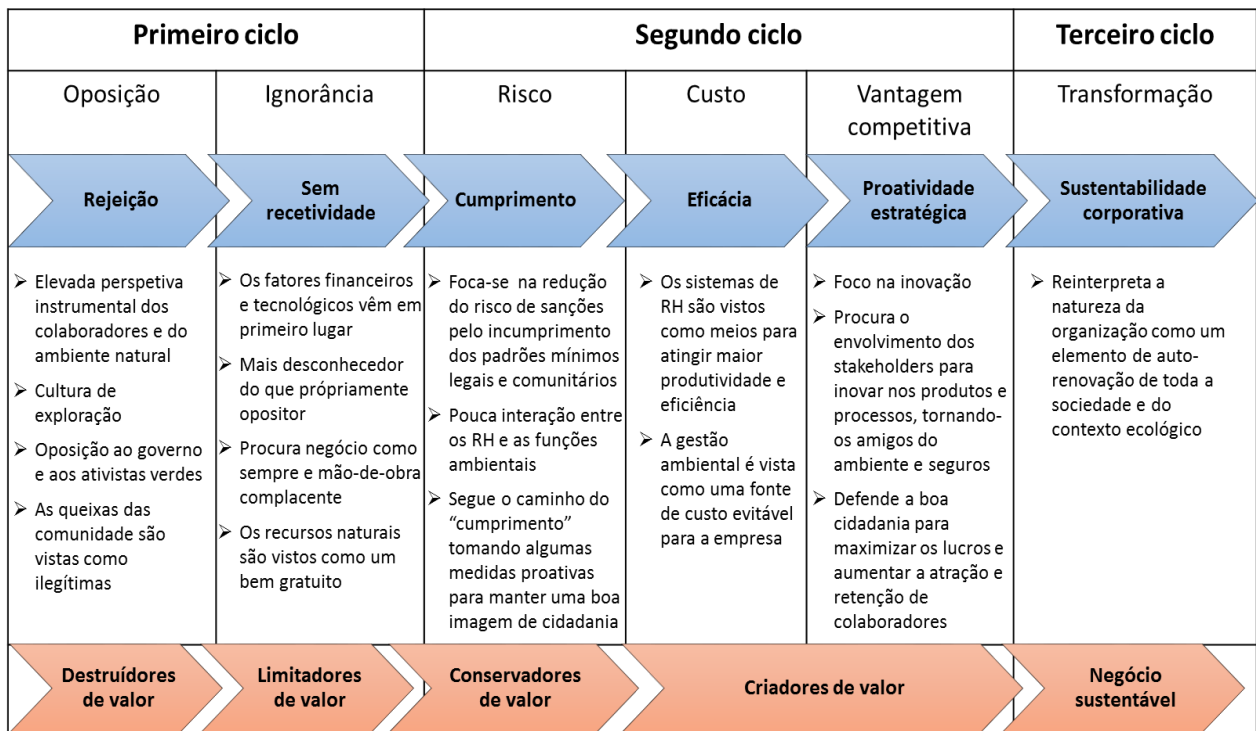 Primeiro ciclo
Segundo ciclo
Terceiro ciclo
Oposição
Ignorância
Risco
Custo
Vantagem
competitiva
Transformação
Rejeição
Sem
recetividade
Cumprimento
Eficácia
Proatividade
estratégica
Sustentabilidade
corporativa
➢ Elevada perspetiva
instrumental dos
colaboradores e do
ambiente natural
➢ Cultura de
exploração
➢ Oposição ao governo
e aos ativistas verdes
➢ As queixas das
comunidade são
vistas como
ilegítimas
➢ Os fatores financeiros
e tecnológicos vêm em
primeiro lugar
➢ Mais desconhecedor
do que própriamente
opositor
➢ Procura negócio como
sempre e mão-de-obra
complacente
➢ Os recursos naturais
são vistos como um
bem gratuito
➢ Foca-se na redução
do risco de sanções
pelo incumprimento
dos padrões mínimos
legais e comunitários
➢ Pouca interação entre
os RH e as funções
ambientais
➢ Segue o caminho do
“cumprimento”
tomando algumas
medidas proativas
para manter uma boa
imagem de cidadania
➢ Os sistemas de
RH são vistos
como meios para
atingir maior
produtividade e
eficiência
➢ A gestão
ambiental é vista
como uma fonte
de custo evitável
para a empresa
➢ Foco na inovação
➢ Procura o
envolvimento dos
stakeholders para
inovar nos produtos e
processos, tornando-
os amigos do
ambiente e seguros
➢ Defende a boa
cidadania para
maximizar os lucros e
aumentar a atração e
retenção de
colaboradores
➢ Reinterpreta a
natureza da
organização como um
elemento de auto-
renovação de toda a
sociedade e do
contexto ecológico
Destruídores
de valor
Limitadores
de valor
Conservadores
de valor
Criadores de valor
Negócio
sustentável